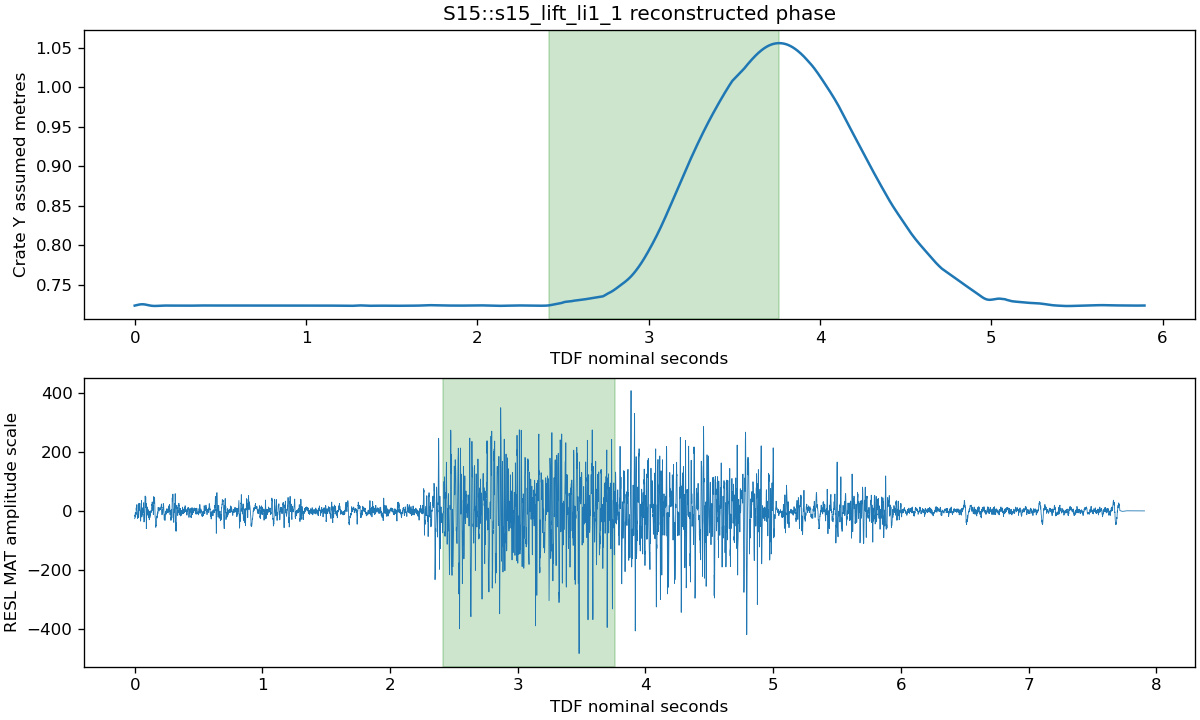 S15::s15_lift_li1_1 reconstructed phase
Crate Y assumed metres
1.05
1.00
0.95
0.90
0.85
0.80
0.75
0 1 2 3 4 5 6
TDF nominal seconds
RESL MAT amplitude scale
400
200
0
−200
−400
0 1 2 3 4 5 6 7 8
TDF nominal seconds